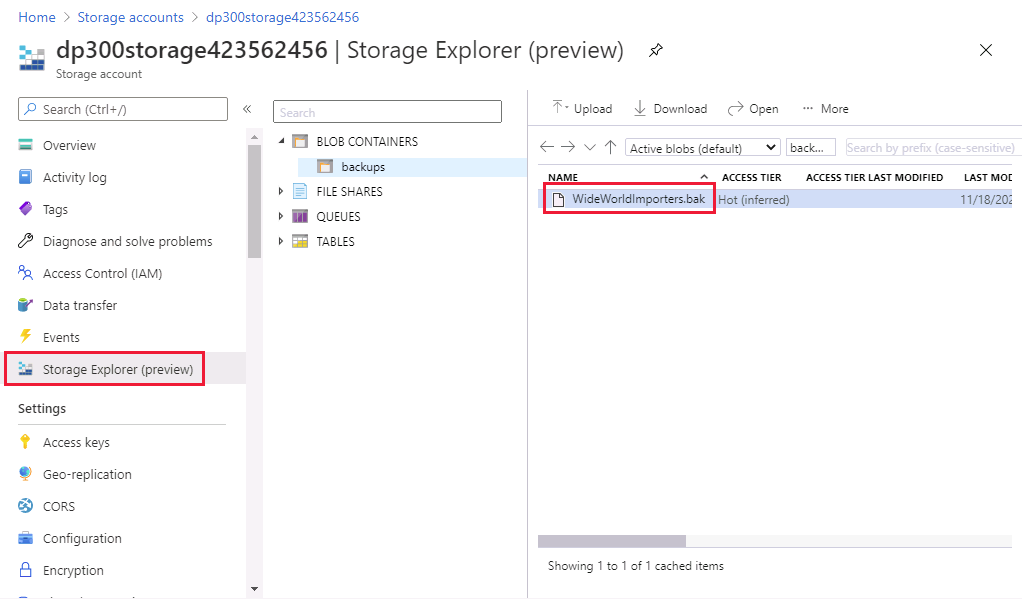 Home > Storage accounts > dp300storage423562456
dp300storage423562456 | Storage Explorer (preview)
Storage account
Search (Ctrl+/)
«
Overview
Activity log
Tags
Diagnose and solve problems
Access Control (IAM)
Data transfer
Events
Storage Explorer (preview)
Settings
Access keys
Geo-replication
CORS
Configuration
Encryption
Search
BLOB CONTAINERS
backups
FILE SHARES
QUEUES
TABLES
Upload Download Open ··· More
Active blobs (default) back... Search by prefix (case-sensitive)
NAME ACCESS TIER ACCESS TIER LAST MODIFIED LAST MOD
WideWorldImporters.bak Hot (inferred) 11/18/202
Showing 1 to 1 of 1 cached items